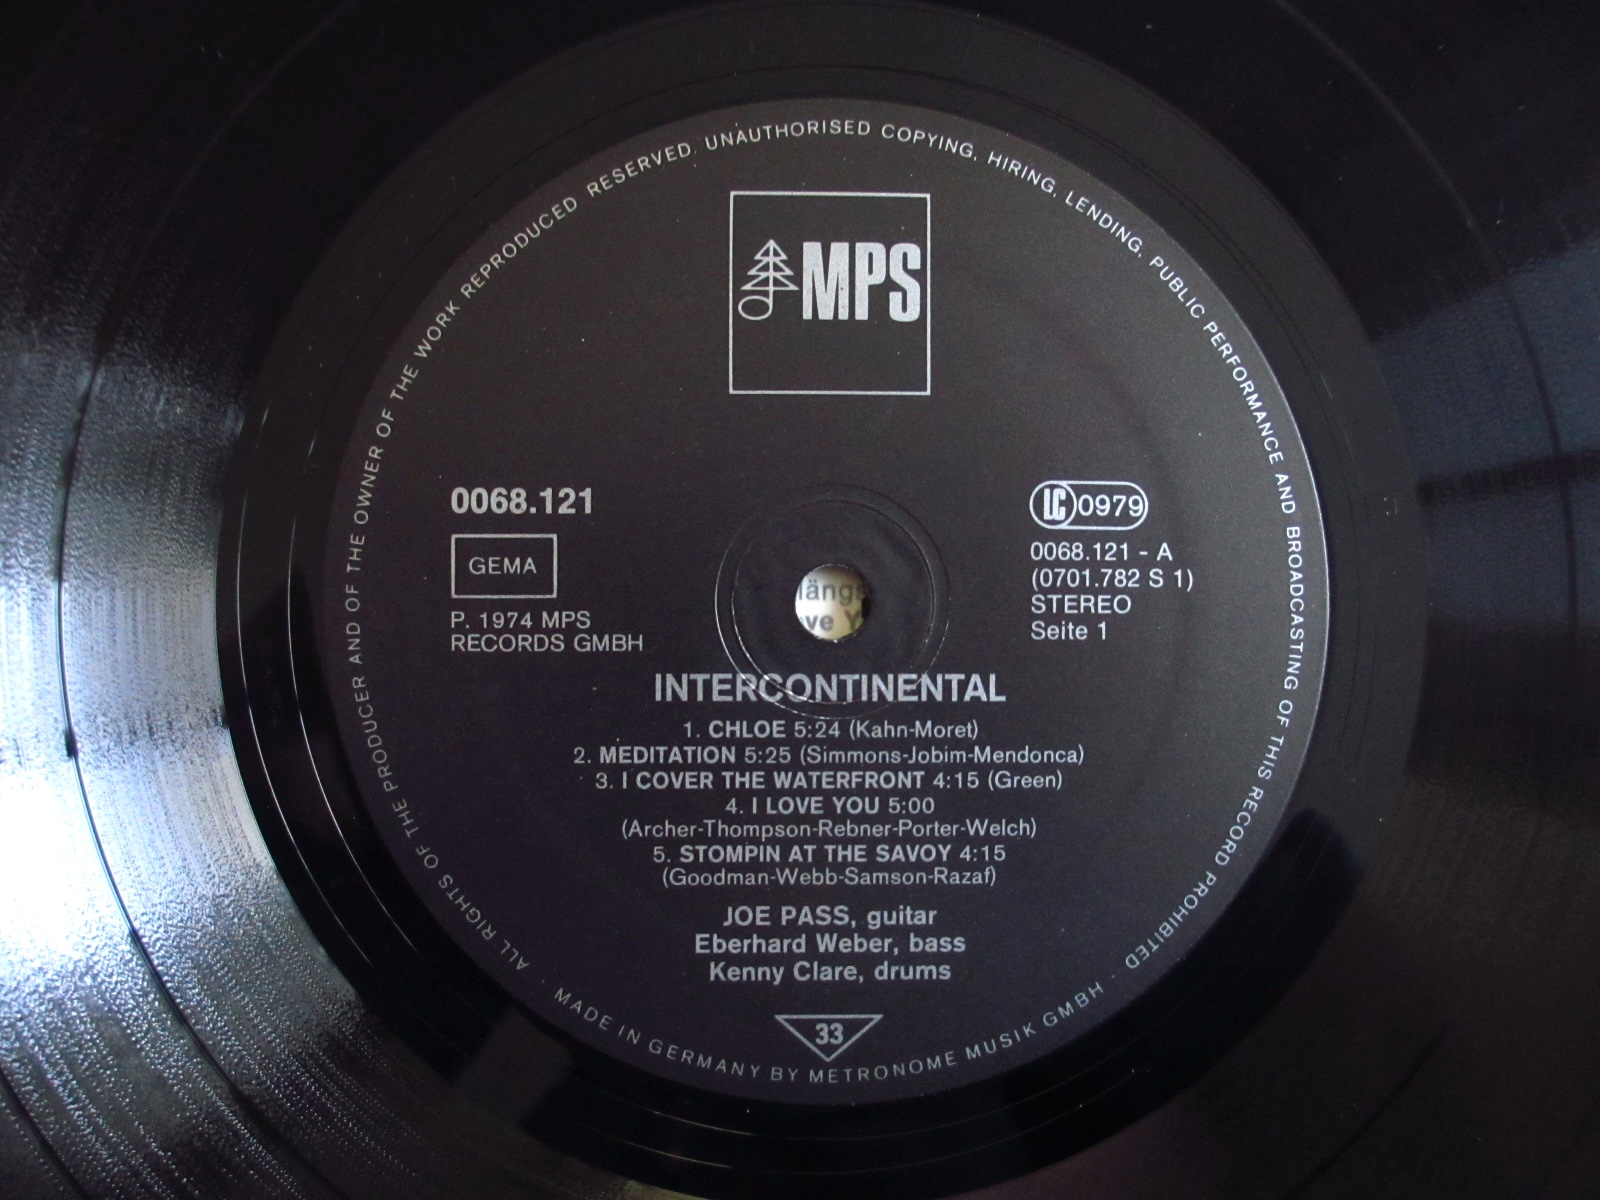 ALL RIGHTS OF THE PRODUCER AND OF THE OWNER OF THE WORK REPRODUCED RESERVED. UNAUTHORISED COPYING, HIRING, LENDING, PUBLIC PERFORMANCE AND BROADCASTING OF THIS RECORD PROHIBITED ·
MPS
0068.121
GEMA
P. 1974 MPS
RECORDS GMBH
LC 0979
0068.121 - A
(0701.782 S 1)
STEREO
Seite 1
längs
ve Y
INTERCONTINENTAL
1. CHLOE 5:24 (Kahn-Moret)
2. MEDITATION 5:25 (Simmons-Jobim-Mendonca)
3. I COVER THE WATERFRONT 4:15 (Green)
4. I LOVE YOU 5:00
(Archer-Thompson-Rebner-Porter-Welch)
5. STOMPIN AT THE SAVOY 4:15
(Goodman-Webb-Samson-Razaf)
JOE PASS, guitar
Eberhard Weber, bass
Kenny Clare, drums
33
· MADE IN GERMANY BY METRONOME MUSIK GMBH